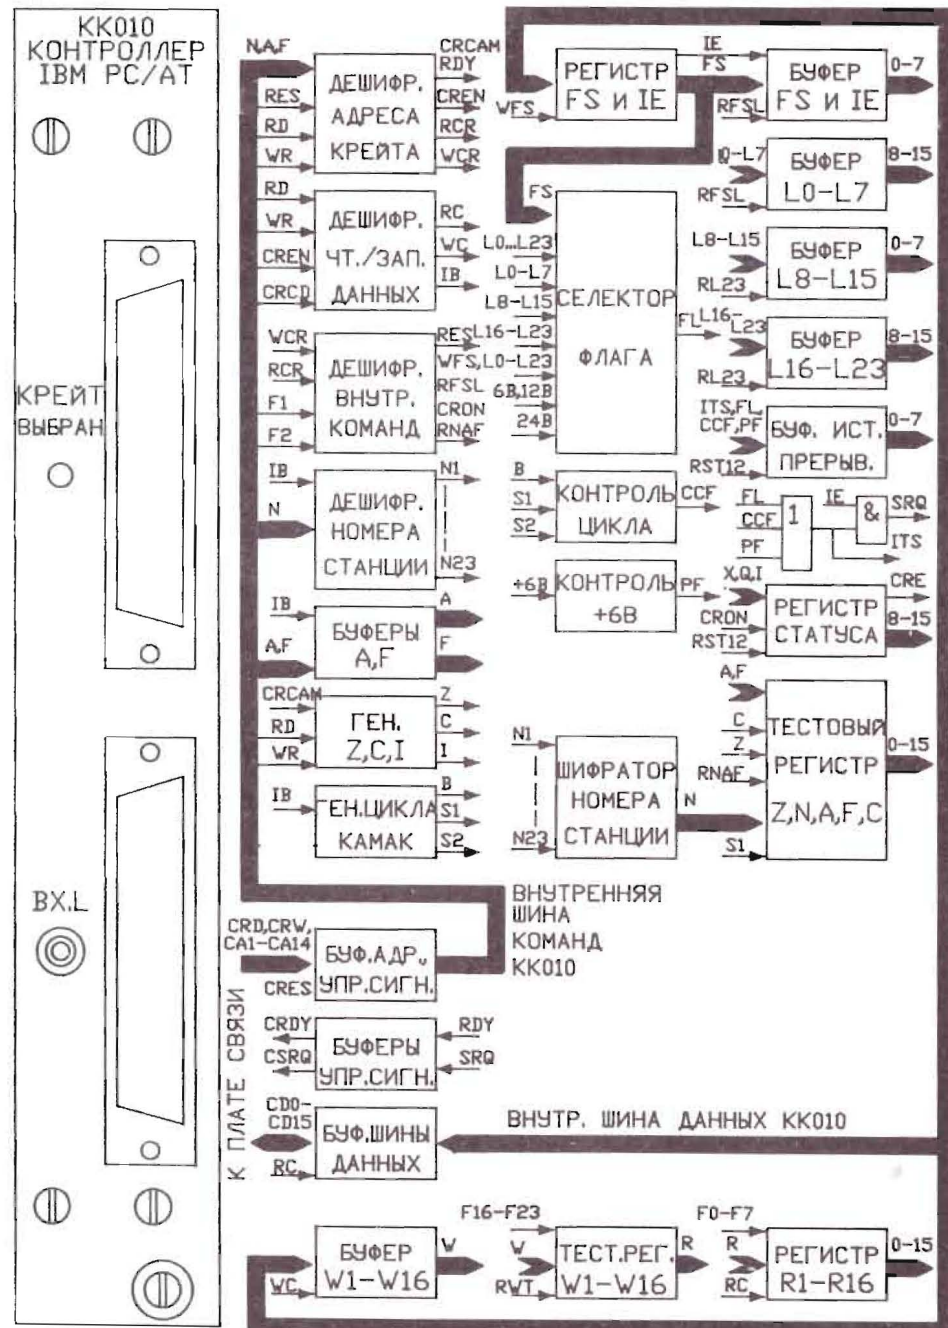 КК010
КОНТРОЛЛЕР
IBM PC/AT
КРЕЙТ
ВЫБРАН
ВХ.L
N,A,F
RES
RD
WR
ДЕШИФР.
АДРЕСА
КРЕЙТА
CRCAM
RDY
CREN
RCR
WCR
RD
WR
CREN
CRCD
ДЕШИФР.
ЧТ./ЗАП.
ДАННЫХ
RC
WC
IB
WCR
RCR
F1
F2
ДЕШИФР.
ВНУТР.
КОМАНД
RES
WFS,
RFSL
CRON
RNAF
IB
N
ДЕШИФР.
НОМЕРА
СТАНЦИИ
N1
N23
IB
A,F
БУФЕРЫ
A,F
A
F
CRCAM
RD
WR
ГЕН.
Z,C,I
Z
C
I
IB
ГЕН.ЦИКЛА
КАМАК
B
S1
S2
WFS
РЕГИСТР
FS И IE
IE
FS
RFSL
БУФЕР
FS И IE
0-7
L0-L7
RFSL
БУФЕР
L0-L7
8-15
L8-L15
RL23
БУФЕР
L8-L15
0-7
L16-
L23
RL23
БУФЕР
L16-L23
8-15
ITS,FL,
CCF,PF
RST12
БУФ. ИСТ.
ПРЕРЫВ.
0-7
FS
L0...L23
L0-L7
L8-L15
L16-L23
L0-L23
6В,12В
24В
СЕЛЕКТОР
ФЛАГА
FL
B
S1
S2
КОНТРОЛЬ
ЦИКЛА
CCF
+6В
КОНТРОЛЬ
+6В
PF
FL
CCF
PF
1
IE
&
SRQ
ITS
X,Q,I
CRON
RST12
РЕГИСТР
СТАТУСА
CRE
8-15
A,F
C
Z
RNAF
S1
ТЕСТОВЫЙ
РЕГИСТР
Z,N,A,F,C
0-15
N1
N23
ШИФРАТОР
НОМЕРА
СТАНЦИИ
N
ВНУТРЕННЯЯ
ШИНА
КОМАНД
КК010
К ПЛАТЕ СВЯЗИ
CRD,CRW,
CA1-CA14
CRES
БУФ.АДР.,
УПР.СИГН.
CRDY
CSRQ
БУФЕРЫ
УПР.СИГН.
RDY
SRQ
CD0-
CD15
RC
БУФ.ШИНЫ
ДАННЫХ
ВНУТР. ШИНА ДАННЫХ КК010
WC
БУФЕР
W1-W16
W
F16-F23
W
RWT
ТЕСТ.РЕГ.
W1-W16
R
F0-F7
R
RC
РЕГИСТР
R1-R16
0-15